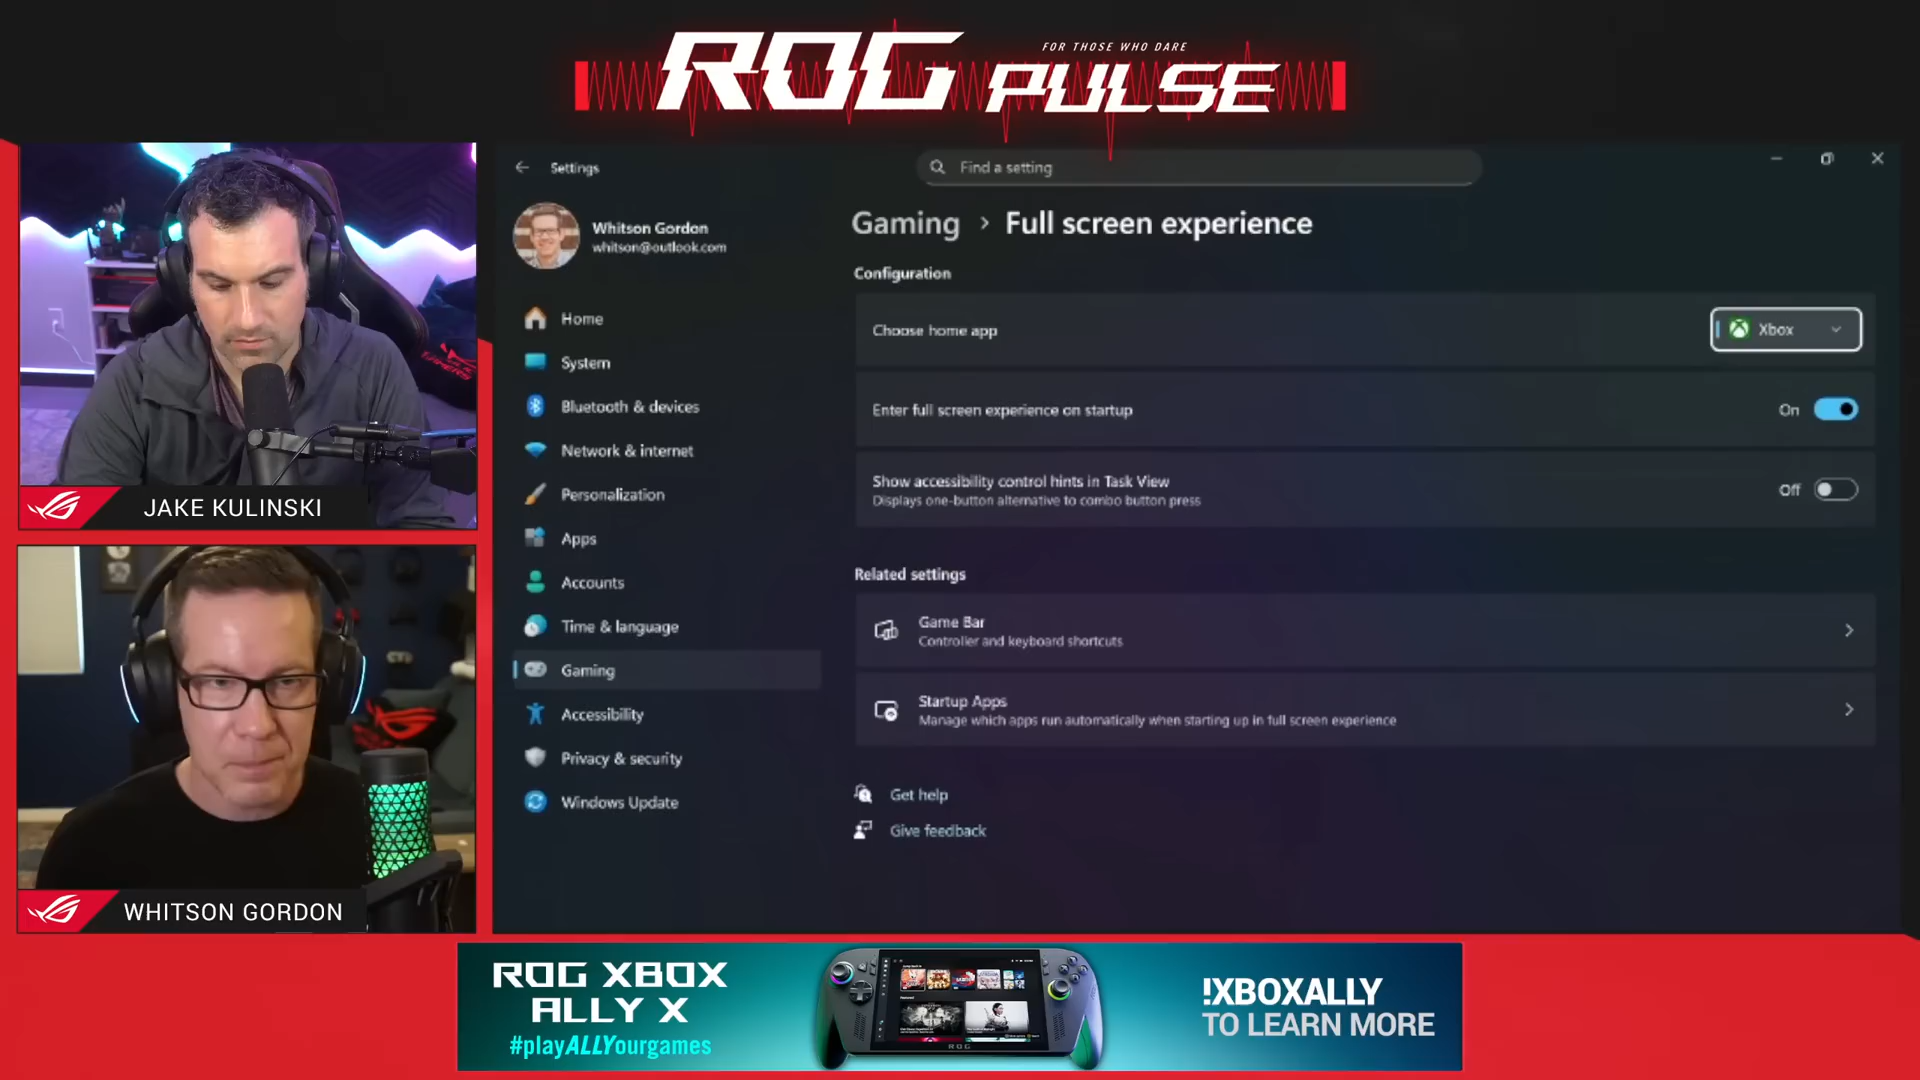 ROG PULSE
FOR THOSE WHO DARE
JAKE KULINSKI
WHITSON GORDON
Settings
Find a setting
Whitson Gordon
whitson@outlook.com
Home
System
Bluetooth & devices
Network & internet
Personalization
Apps
Accounts
Time & language
Gaming
Accessibility
Privacy & security
Windows Update
Gaming › Full screen experience
Configuration
Choose home app
Xbox
Enter full screen experience on startup
On
Show accessibility control hints in Task View
Displays one-button alternative to combo button press
Off
Related settings
Game Bar
Controller and keyboard shortcuts
Startup Apps
Manage which apps run automatically when starting up in full screen experience
Get help
Give feedback
ROG XBOX
ALLY X
#playALLYourgames
ROG
!XBOXALLY
TO LEARN MORE